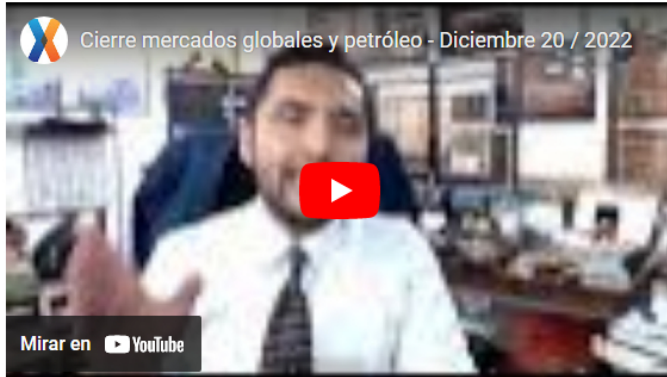 Cierre mercados globales y petróleo - Diciembre 20 / 2022
Mirar en YouTube